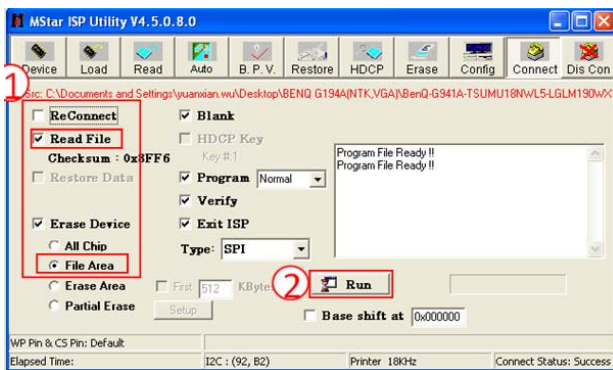 MStar ISP Utility V4.5.0.8.0
Device Load Read Auto B. P. V. Restore HDCP Erase Config Connect Dis Con
1
Src: C:\Documents and Settings\yuanxian.wu\Desktop\BENQ G194A(NTK,VGA)\BenQ-G941A-TSUMU18NWL5-LGLM190WX
ReConnect Blank
Read File HDCP Key
Checksum : 0x8FF6 Key #:1
Program File Ready !!
Program File Ready !!
Restore Data Program Normal
Verify
Erase Device Exit ISP
All Chip Type: SPI
File Area
2 Run
Erase Area First 512 KBytes
Partial Erase Setup Base shift at 0x000000
WP Pin & CS Pin: Default
Elapsed Time: I2C : (92, B2) Printer 18KHz Connect Status: Success